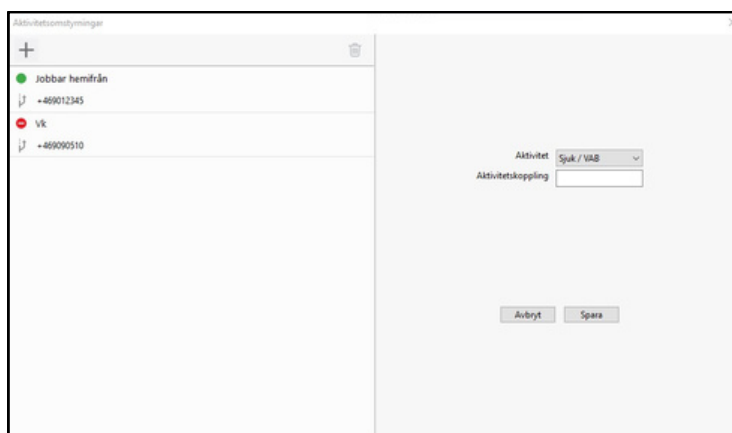 Aktivitetsomstyrningar
Jobbar hemifrån
+469012345
Vk
+469090510
Aktivitet Sjuk / VAB
Aktivitetskoppling
Avbryt Spara